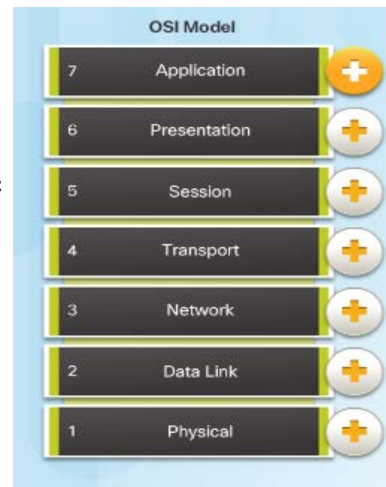 OSI Model
7 Application
6 Presentation
5 Session
4 Transport
3 Network
2 Data Link
1 Physical